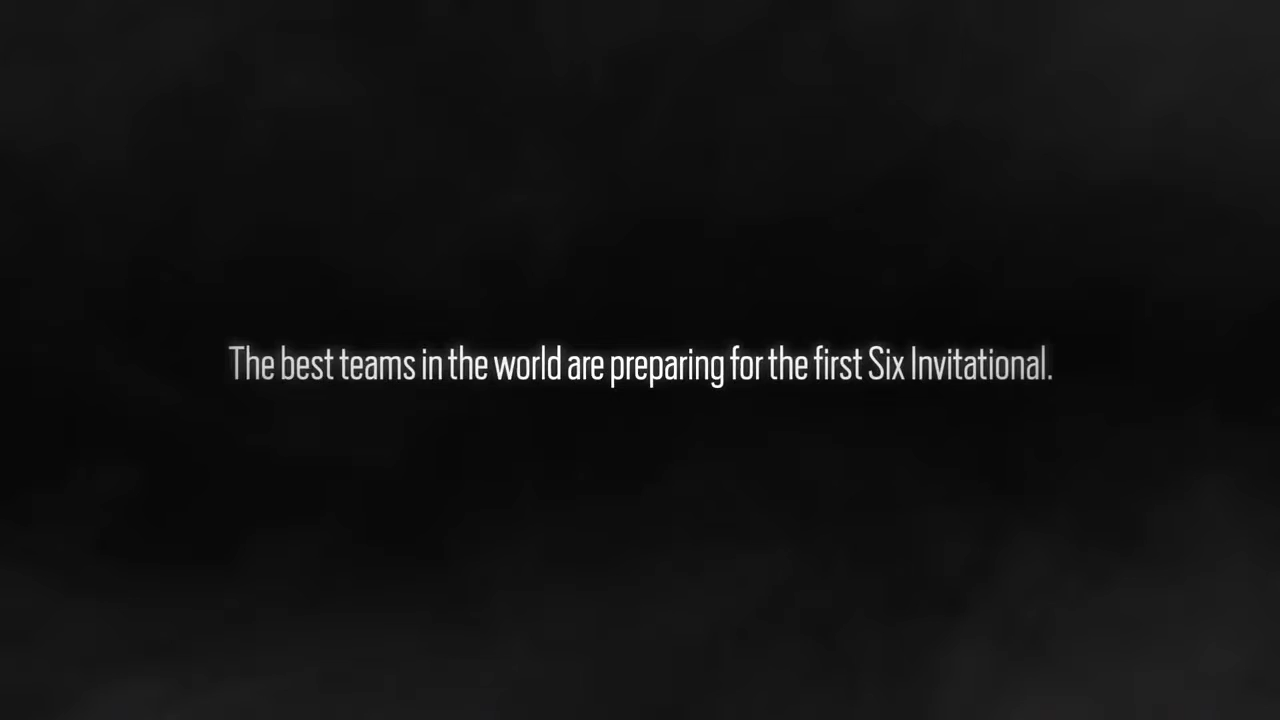 The best teams in the world are preparing for the first Six Invitational.